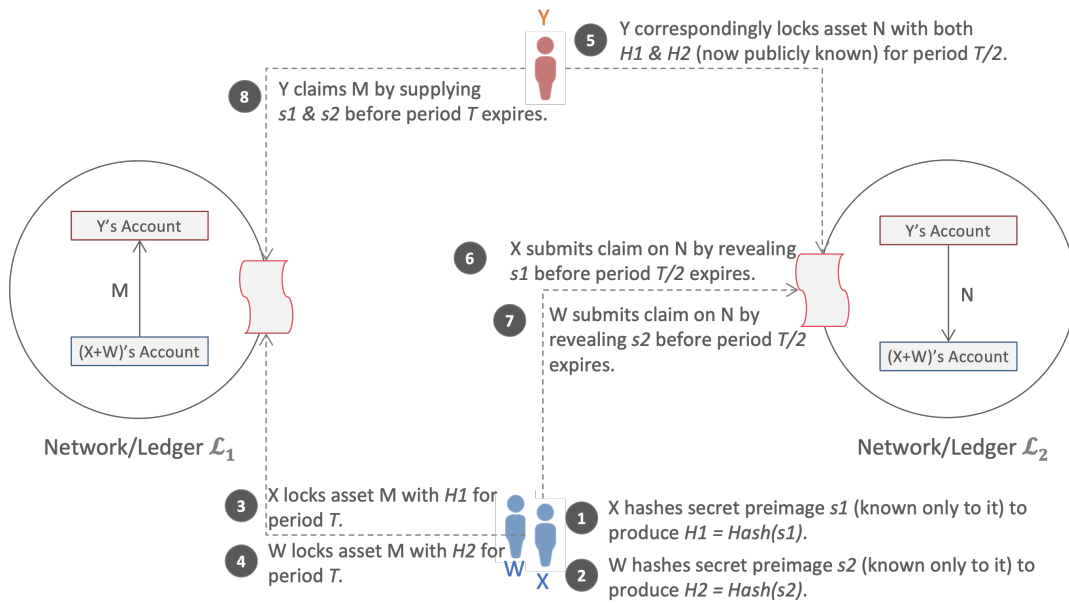 Y
5
Y correspondingly locks asset N with both
H1 & H2 (now publicly known) for period T/2.
8
Y claims M by supplying
s1 & s2 before period T expires.
Y's Account
M
(X+W)'s Account
Network/Ledger ℒ₁
6
X submits claim on N by revealing
s1 before period T/2 expires.
7
W submits claim on N by
revealing s2 before period T/2
expires.
Y's Account
N
(X+W)'s Account
Network/Ledger ℒ₂
3
X locks asset M with H1 for
period T.
4
W locks asset M with H2 for
period T.
W
X
1
X hashes secret preimage s1 (known only to it) to
produce H1 = Hash(s1).
2
W hashes secret preimage s2 (known only to it) to
produce H2 = Hash(s2).